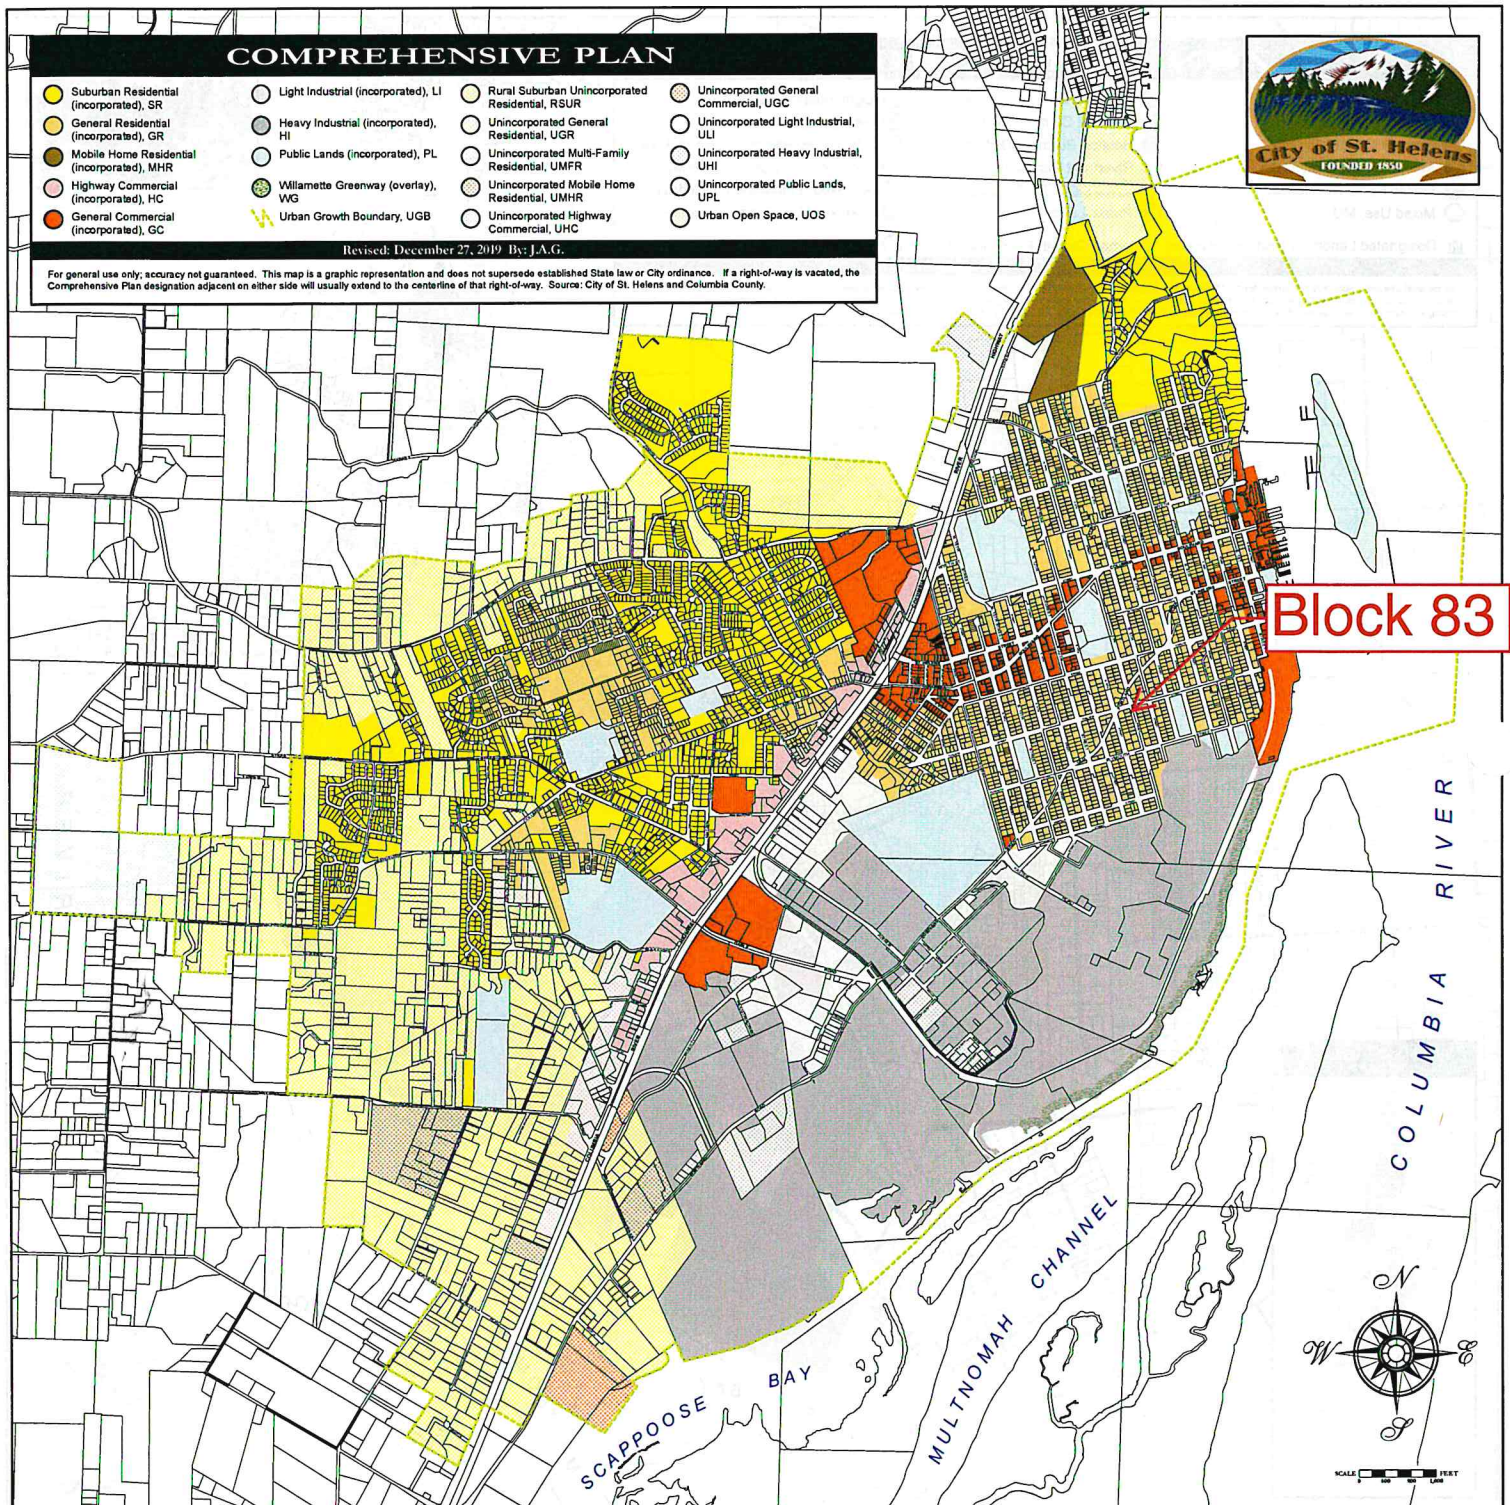 COMPREHENSIVE PLAN
Suburban Residential
(incorporated), SR
General Residential
(incorporated), GR
Mobile Home Residential
(incorporated), MHR
Highway Commercial
(incorporated), HC
General Commercial
(incorporated), GC
Light Industrial (incorporated), LI
Heavy Industrial (incorporated),
HI
Public Lands (incorporated), PL
Willamette Greenway (overlay),
WG
Urban Growth Boundary, UGB
Rural Suburban Unincorporated
Residential, RSUR
Unincorporated General
Residential, UGR
Unincorporated Multi-Family
Residential, UMFR
Unincorporated Mobile Home
Residential, UMHR
Unincorporated Highway
Commercial, UHC
Unincorporated General
Commercial, UGC
Unincorporated Light Industrial,
ULI
Unincorporated Heavy Industrial,
UHI
Unincorporated Public Lands,
UPL
Urban Open Space, UOS
Revised: December 27, 2019 By: J.A.G.
For general use only; accuracy not guaranteed. This map is a graphic representation and does not supersede established State law or City ordinance. If a right-of-way is vacated, the
Comprehensive Plan designation adjacent on either side will usually extend to the centerline of that right-of-way. Source: City of St. Helens and Columbia County.
City of St. Helens
FOUNDED 1850
Block 83
COLUMBIA RIVER
MULTNOMAH CHANNEL
SCAPPOOSE BAY
N
W
E
S
SCALE
FEET